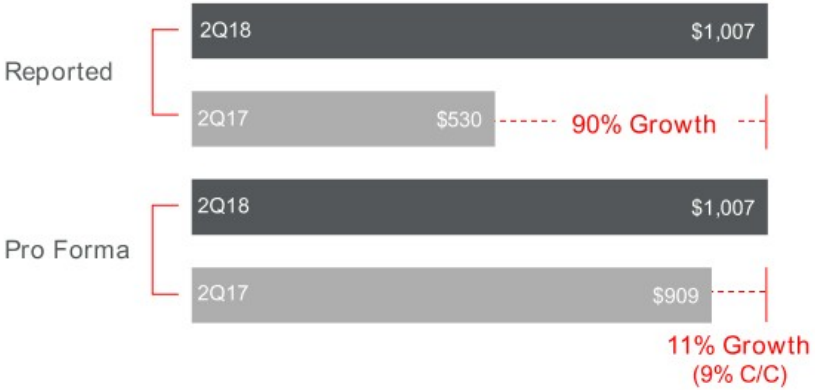 2Q18 $1,007
Reported
2Q17 $530 90% Growth
2Q18 $1,007
Pro Forma
2Q17 $909
11% Growth
(9% C/C)